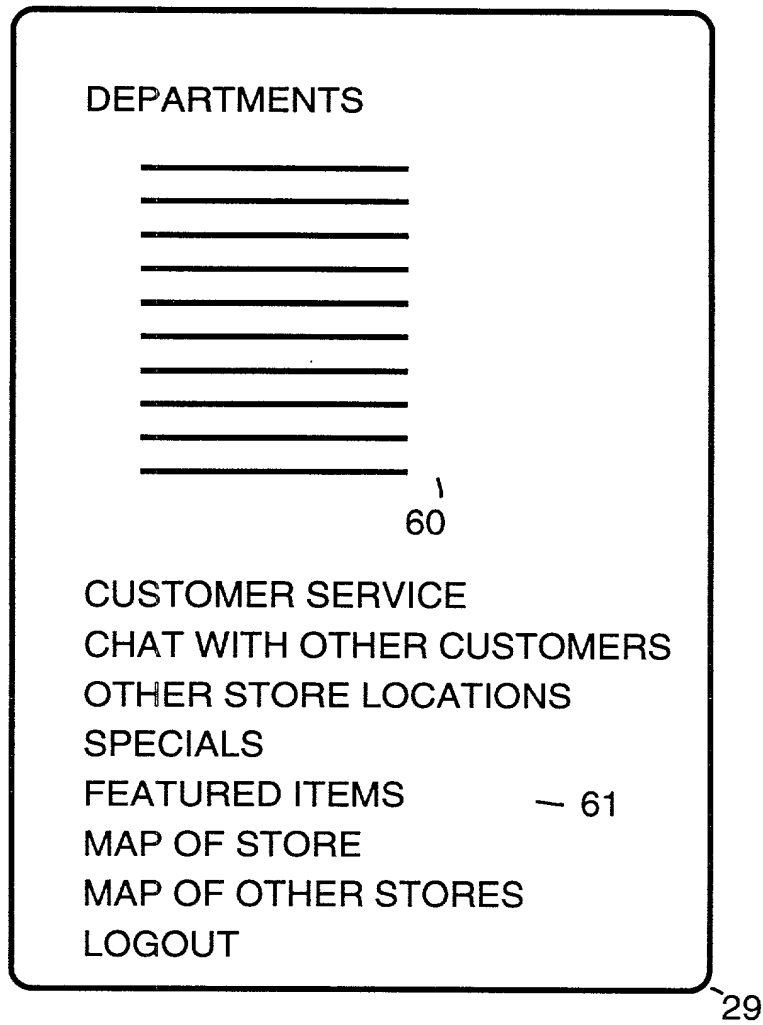 DEPARTMENTS
60
CUSTOMER SERVICE
CHAT WITH OTHER CUSTOMERS
OTHER STORE LOCATIONS
SPECIALS
FEATURED ITEMS — 61
MAP OF STORE
MAP OF OTHER STORES
LOGOUT
29